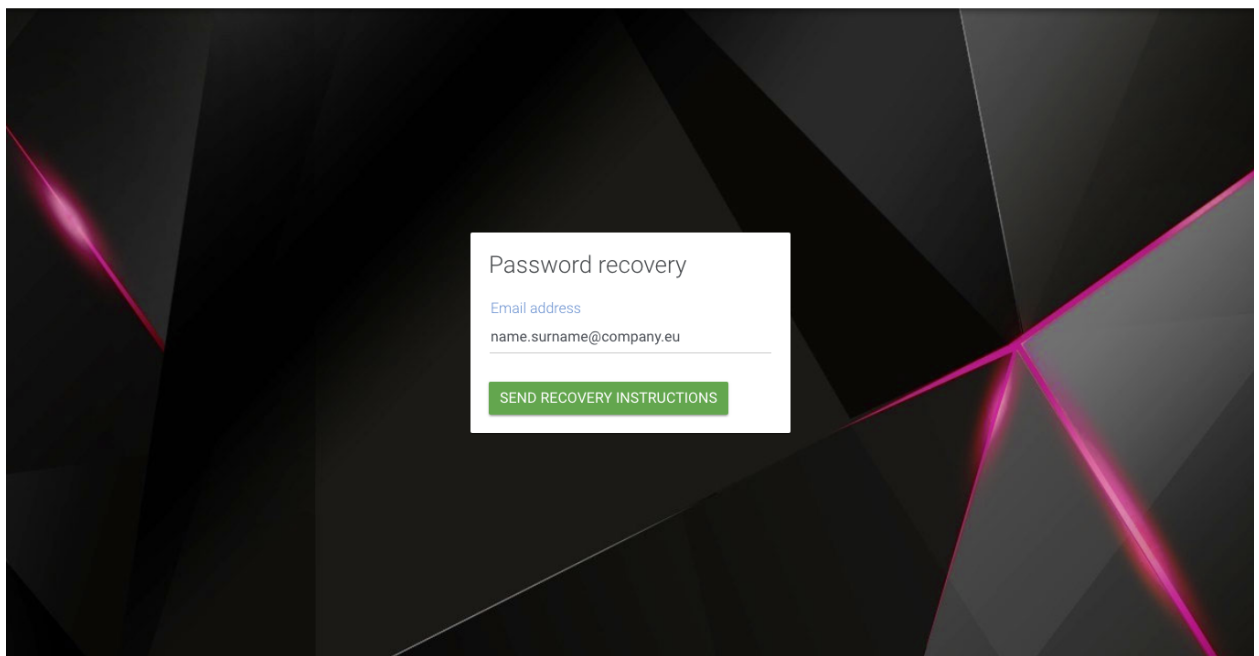 Password recovery
Email address
name.surname@company.eu
SEND RECOVERY INSTRUCTIONS